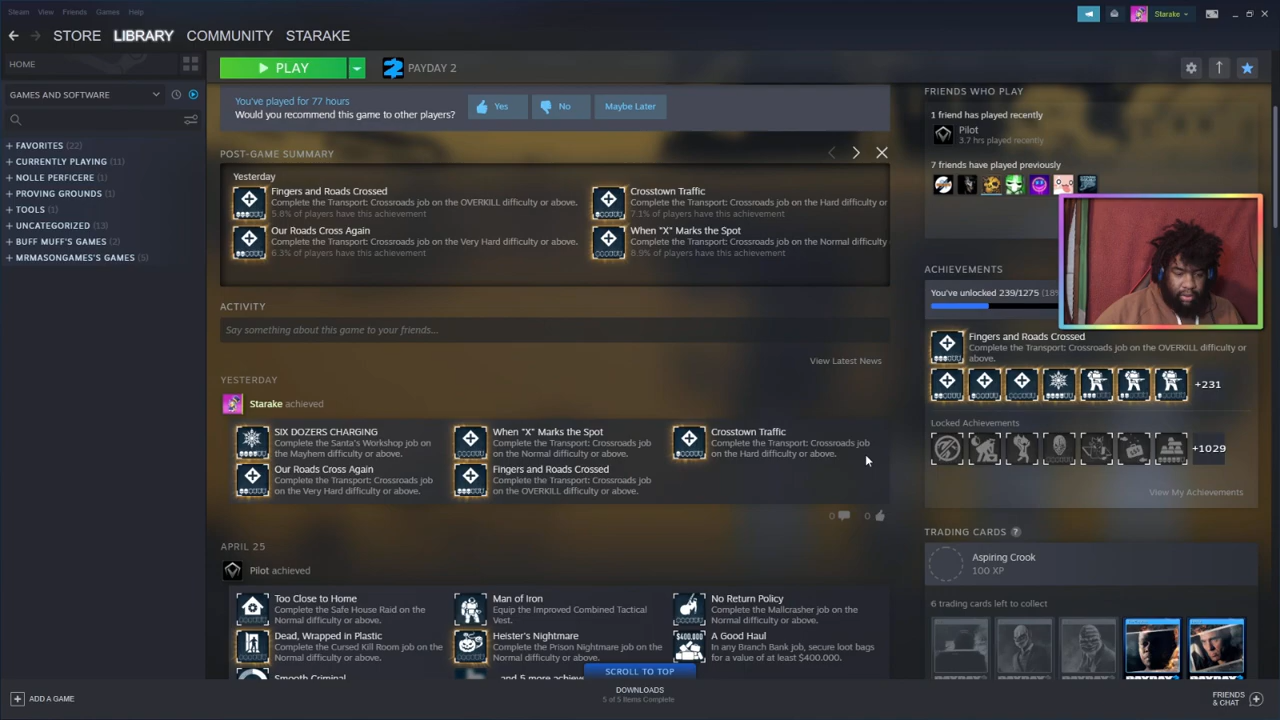 Steam View Friends Games Help
Starake
STORE LIBRARY COMMUNITY STARAKE
HOME
GAMES AND SOFTWARE
+ FAVORITES (22)
+ CURRENTLY PLAYING (11)
+ NOLLE PERFICERE (1)
+ PROVING GROUNDS (1)
+ TOOLS (1)
+ UNCATEGORIZED (13)
+ BUFF MUFF'S GAMES (2)
+ MRMASONGAMES'S GAMES (5)
PLAY
PAYDAY 2
You've played for 77 hours
Would you recommend this game to other players?
Yes
No
Maybe Later
POST-GAME SUMMARY
Yesterday
Fingers and Roads Crossed
Complete the Transport: Crossroads job on the OVERKILL difficulty or above.
5.8% of players have this achievement
Crosstown Traffic
Complete the Transport: Crossroads job on the Hard difficulty or
7.1% of players have this achievement
Our Roads Cross Again
Complete the Transport: Crossroads job on the Very Hard difficulty or above.
6.3% of players have this achievement
When "X" Marks the Spot
Complete the Transport: Crossroads job on the Normal difficulty
8.9% of players have this achievement
ACTIVITY
Say something about this game to your friends...
View Latest News
YESTERDAY
Starake achieved
SIX DOZERS CHARGING
Complete the Santa's Workshop job on
the Mayhem difficulty or above.
When "X" Marks the Spot
Complete the Transport: Crossroads job
on the Normal difficulty or above.
Crosstown Traffic
Complete the Transport: Crossroads job
on the Hard difficulty or above.
Our Roads Cross Again
Complete the Transport: Crossroads job
on the Very Hard difficulty or above.
Fingers and Roads Crossed
Complete the Transport: Crossroads job
on the OVERKILL difficulty or above.
0
0
APRIL 25
Pilot achieved
Too Close to Home
Complete the Safe House Raid on the
Normal difficulty or above.
Man of Iron
Equip the Improved Combined Tactical
Vest.
No Return Policy
Complete the Mallcrasher job on the
Normal difficulty or above.
Dead, Wrapped in Plastic
Complete the Cursed Kill Room job on the
Normal difficulty or above.
Heister's Nightmare
Complete the Prison Nightmare job on the
Normal difficulty or above.
$400.000
A Good Haul
In any Branch Bank job, secure loot bags
for a value of at least $400.000.
Smooth Criminal
... and 5 more achieve
SCROLL TO TOP
FRIENDS WHO PLAY
1 friend has played recently
Pilot
3.7 hrs played recently
7 friends have played previously
ACHIEVEMENTS
You've unlocked 239/1275 (18%
Fingers and Roads Crossed
Complete the Transport: Crossroads job on the OVERKILL difficulty or
above.
+231
Locked Achievements
+1029
View My Achievements
TRADING CARDS ?
Aspiring Crook
100 XP
6 trading cards left to collect
ADD A GAME
DOWNLOADS
5 of 5 Items Complete
FRIENDS
& CHAT